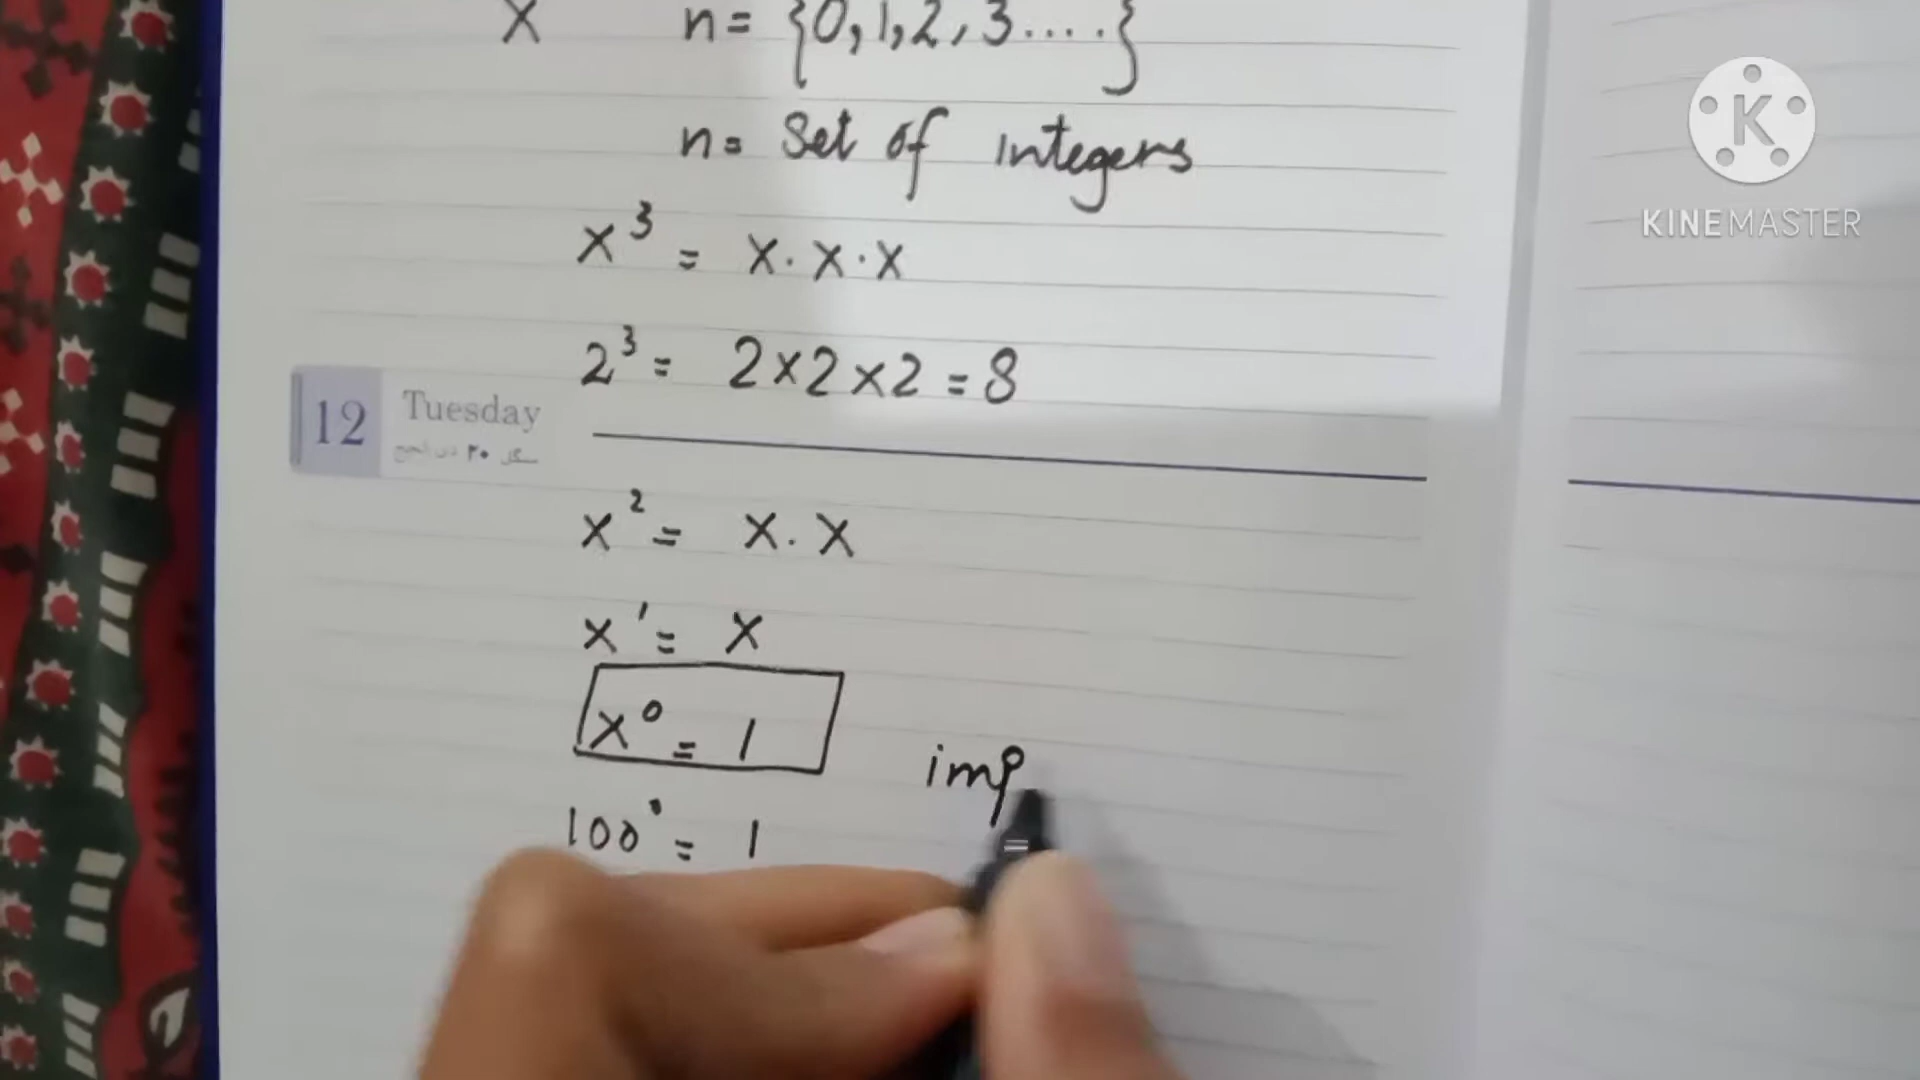 X n = {0, 1, 2, 3 ....}
n = Set of integers
KINEMASTER
x³ = x . x . x
2³ = 2 x 2 x 2 = 8
12 Tuesday
x² = x . x
x¹ = x
x⁰ = 1
imp
100⁰ = 1